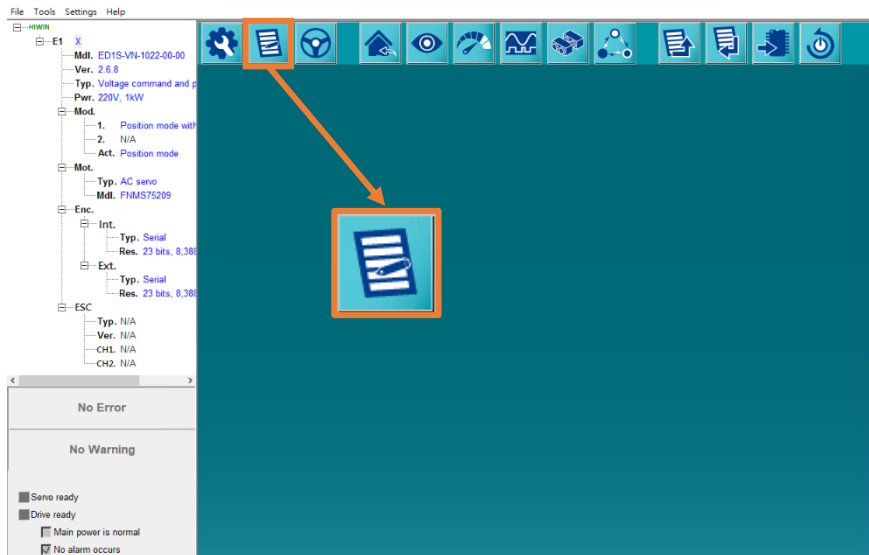 File Tools Settings Help
HIWIN
E1 X
Mdl. ED1S-VN-1022-00-00
Ver. 2.6.8
Typ. Voltage command and p
Pwr. 220V, 1kW
Mod.
1. Position mode with
2. N/A
Act. Position mode
Mot.
Typ. AC servo
Mdl. FNMS75209
Enc.
Int.
Typ. Serial
Res. 23 bits, 8,388
Ext.
Typ. Serial
Res. 23 bits, 8,388
ESC
Typ. N/A
Ver. N/A
CH1. N/A
CH2. N/A
No Error
No Warning
Servo ready
Drive ready
Main power is normal
No alarm occurs